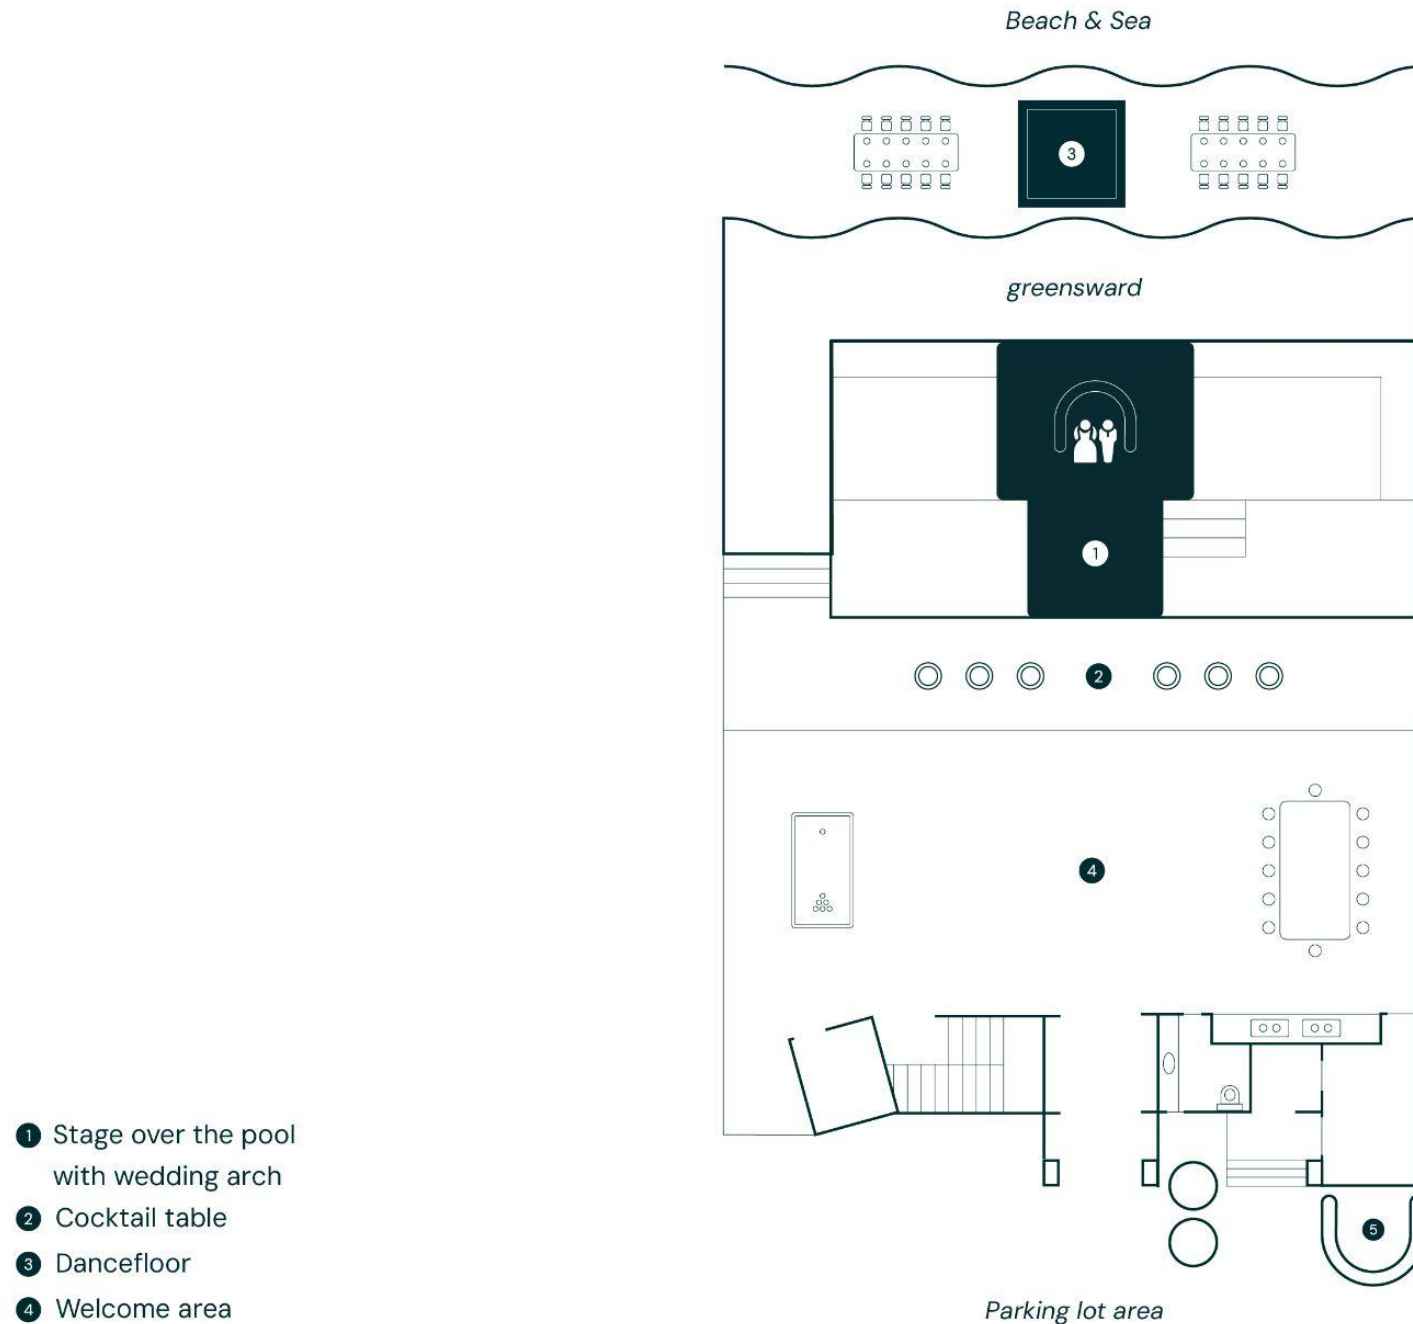 Beach & Sea
3
greensward
1
2
4
1 Stage over the pool
with wedding arch
2 Cocktail table
3 Dancefloor
4 Welcome area
5
Parking lot area